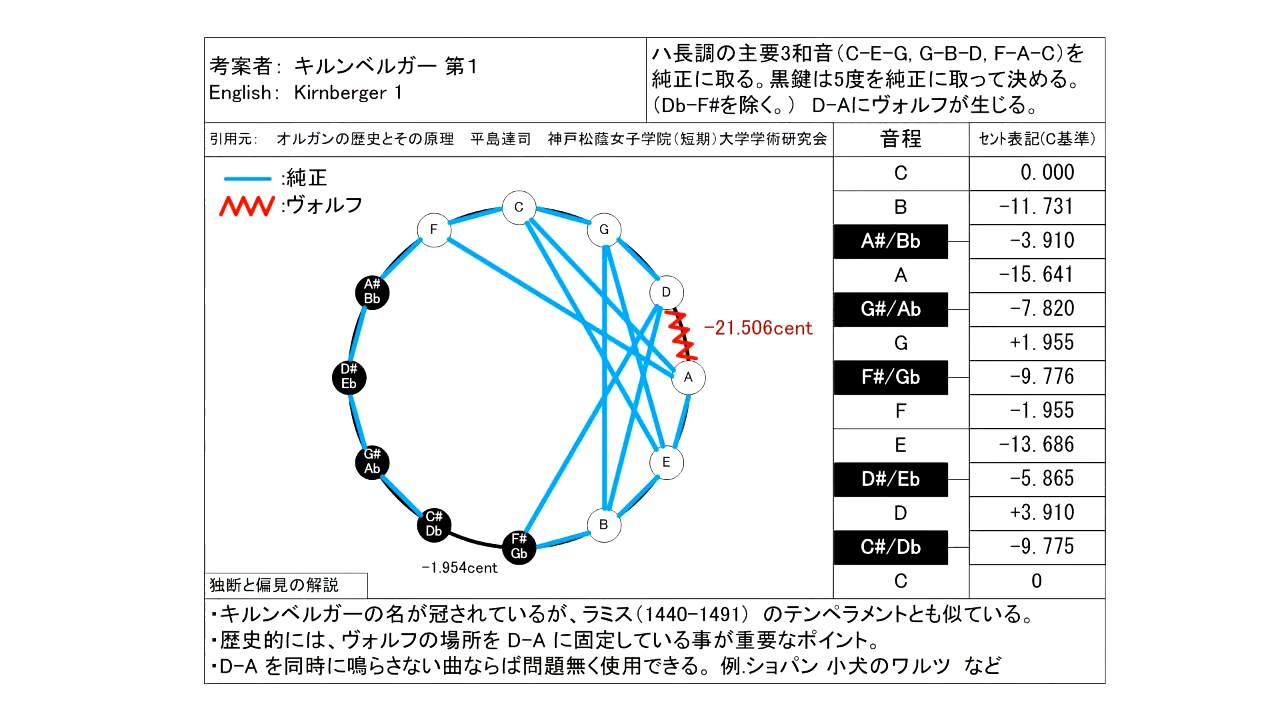 考案者： キルンベルガー 第1
English： Kirnberger 1
ハ長調の主要3和音（C-E-G, G-B-D, F-A-C）を
純正に取る。黒鍵は5度を純正に取って決める。
（Db-F#を除く。） D-Aにヴォルフが生じる。
引用元： オルガンの歴史とその原理 平島達司 神戸松蔭女子学院（短期）大学学術研究会
音程
セント表記(C基準)
:純正
:ヴォルフ
C
G
D
A
E
B
F#
Gb
C#
Db
G#
Ab
D#
Eb
A#
Bb
F
-21.506cent
-1.954cent
C 0.000
B -11.731
A#/Bb -3.910
A -15.641
G#/Ab -7.820
G +1.955
F#/Gb -9.776
F -1.955
E -13.686
D#/Eb -5.865
D +3.910
C#/Db -9.775
C 0
独断と偏見の解説
・キルンベルガーの名が冠されているが、ラミス（1440-1491） のテンペラメントとも似ている。
・歴史的には、ヴォルフの場所を D-A に固定している事が重要なポイント。
・D-A を同時に鳴らさない曲ならば問題無く使用できる。 例.ショパン 小犬のワルツ など